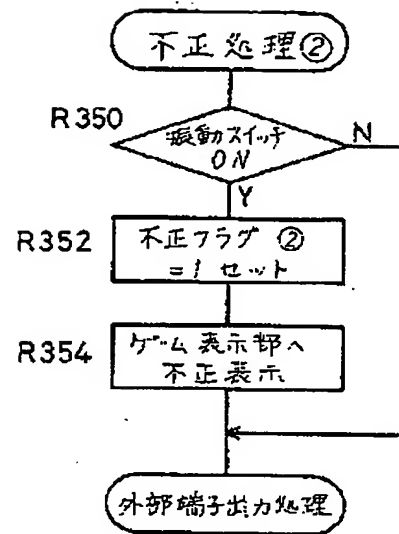 不正処理②
R350
振動スイッチ
ON
N
Y
R352
不正フラグ ②
=1 セット
R354
ゲーム表示部へ
不正表示
外部端子出力処理